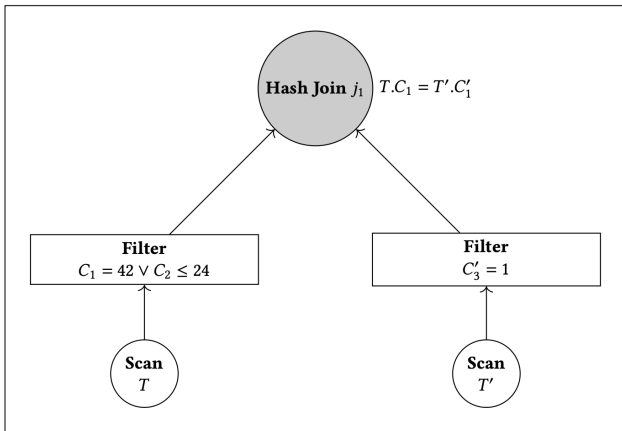 Hash Join j₁ T.C₁ = T′.C′₁
Filter
C₁ = 42 ∨ C₂ ≤ 24
Filter
C′₃ = 1
Scan
T
Scan
T′